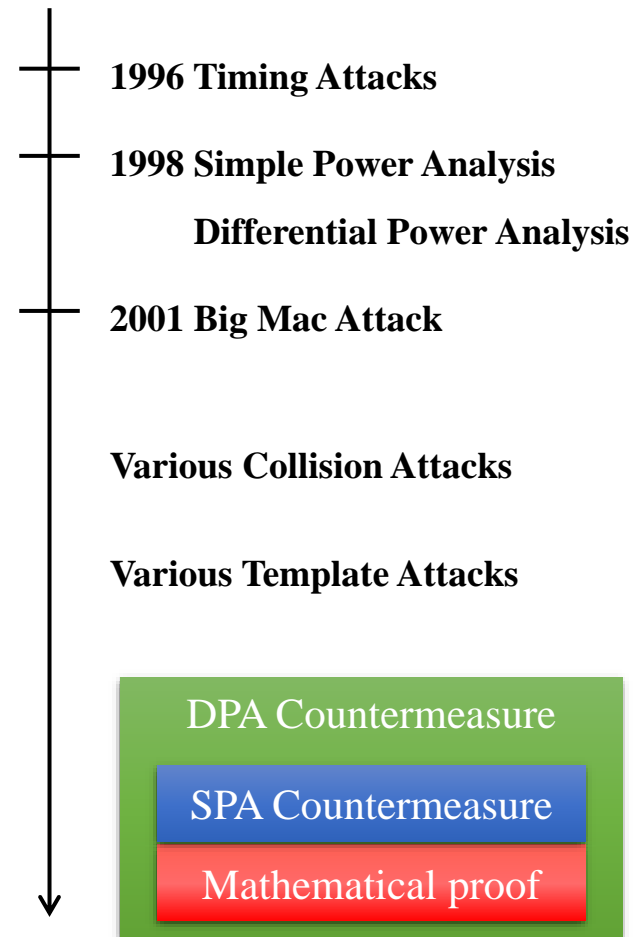 1996 Timing Attacks
1998 Simple Power Analysis
Differential Power Analysis
2001 Big Mac Attack
Various Collision Attacks
Various Template Attacks
DPA Countermeasure
SPA Countermeasure
Mathematical proof